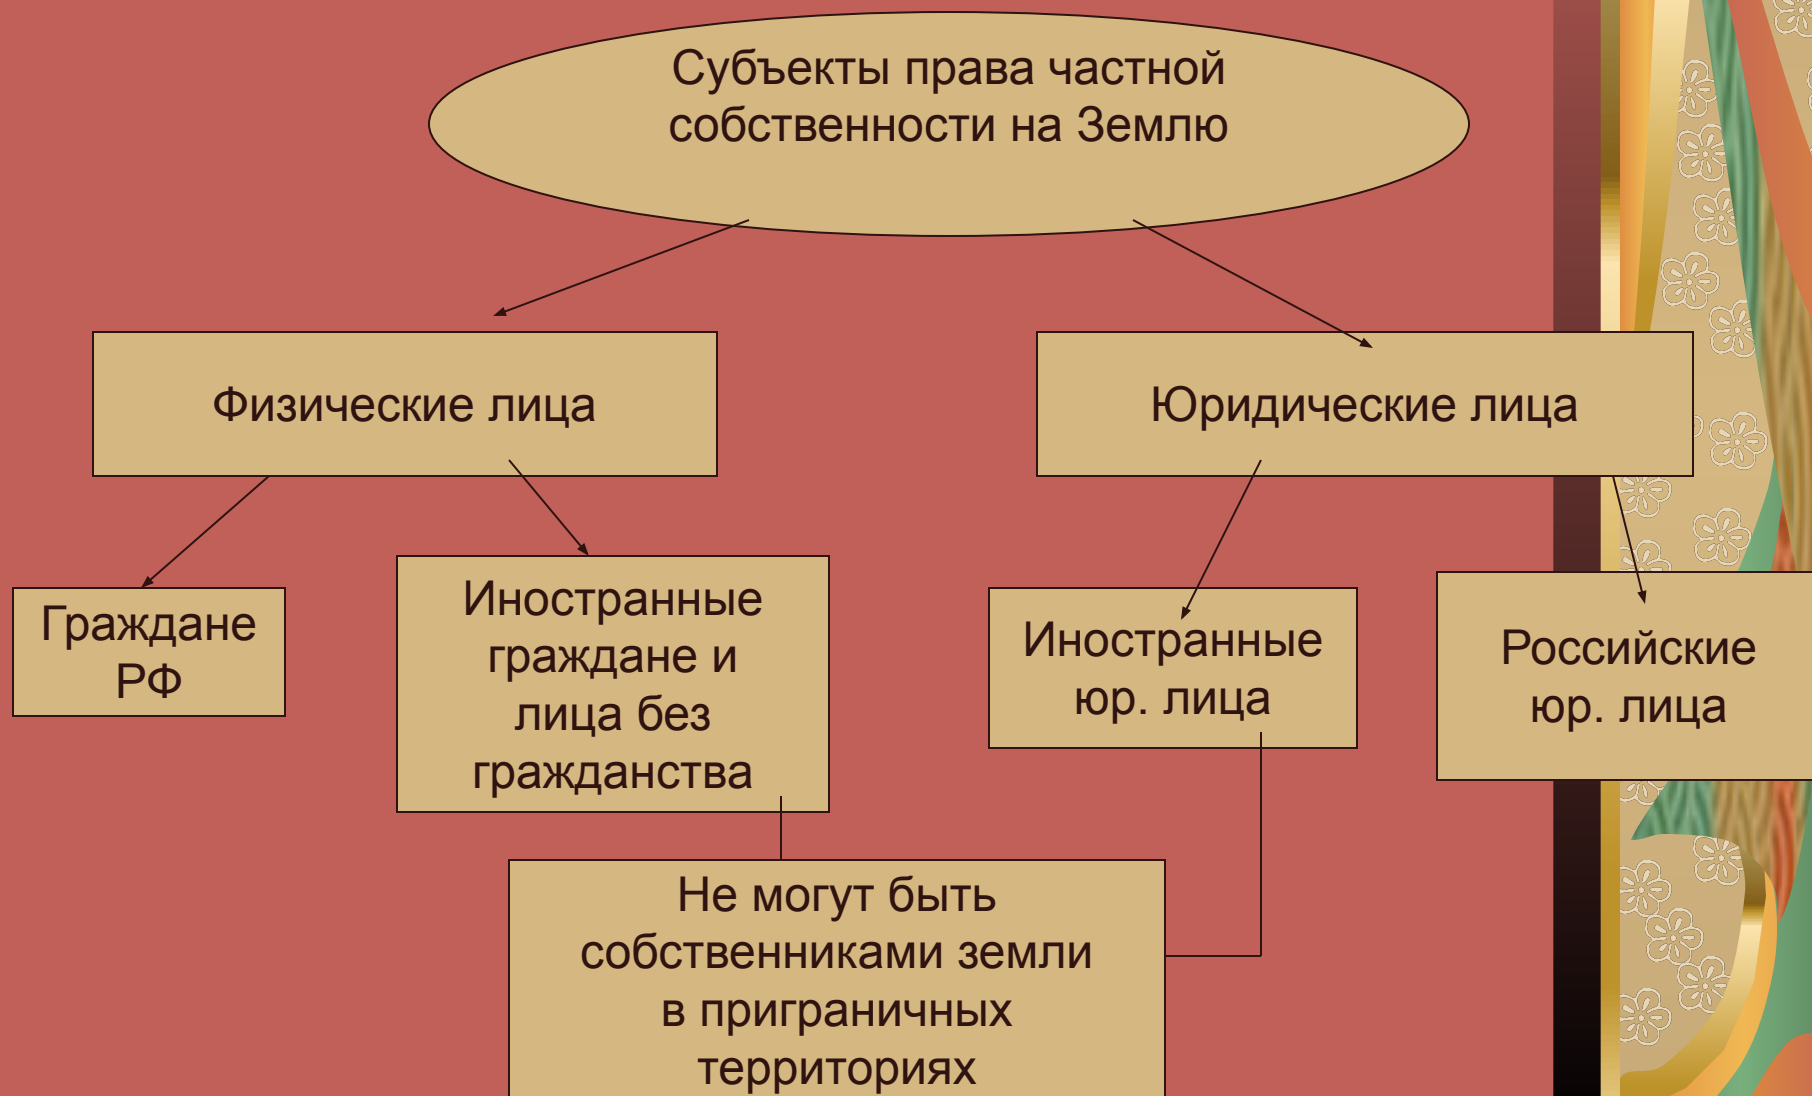 Субъекты права частной
собственности на Землю
Физические лица
Юридические лица
Граждане
РФ
Иностранные
граждане и
лица без
гражданства
Иностранные
юр. лица
Российские
юр. лица
Не могут быть
собственниками земли
в приграничных
территориях